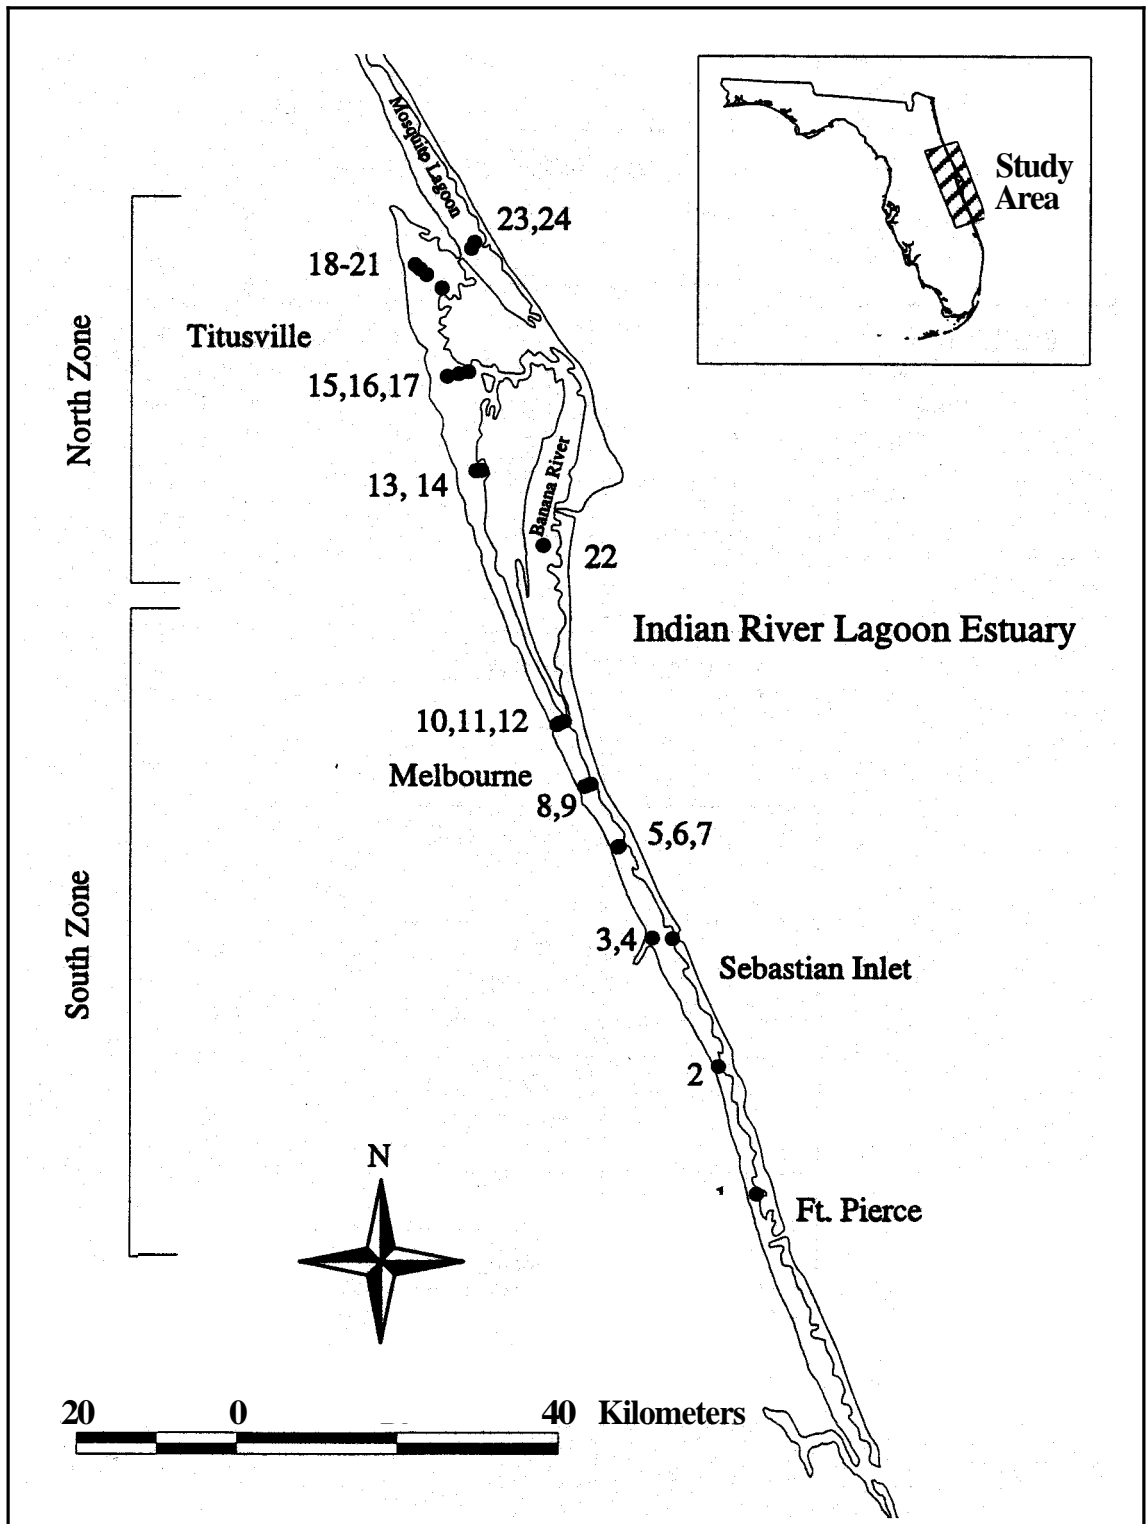 Mosquito Lagoon
Study
Area
23,24
18-21
Titusville
North Zone
15,16,17
13, 14
Banana River
22
Indian River Lagoon Estuary
10,11,12
Melbourne
8,9
5,6,7
South Zone
3,4
Sebastian Inlet
2
N
1
Ft. Pierce
20 0 40 Kilometers